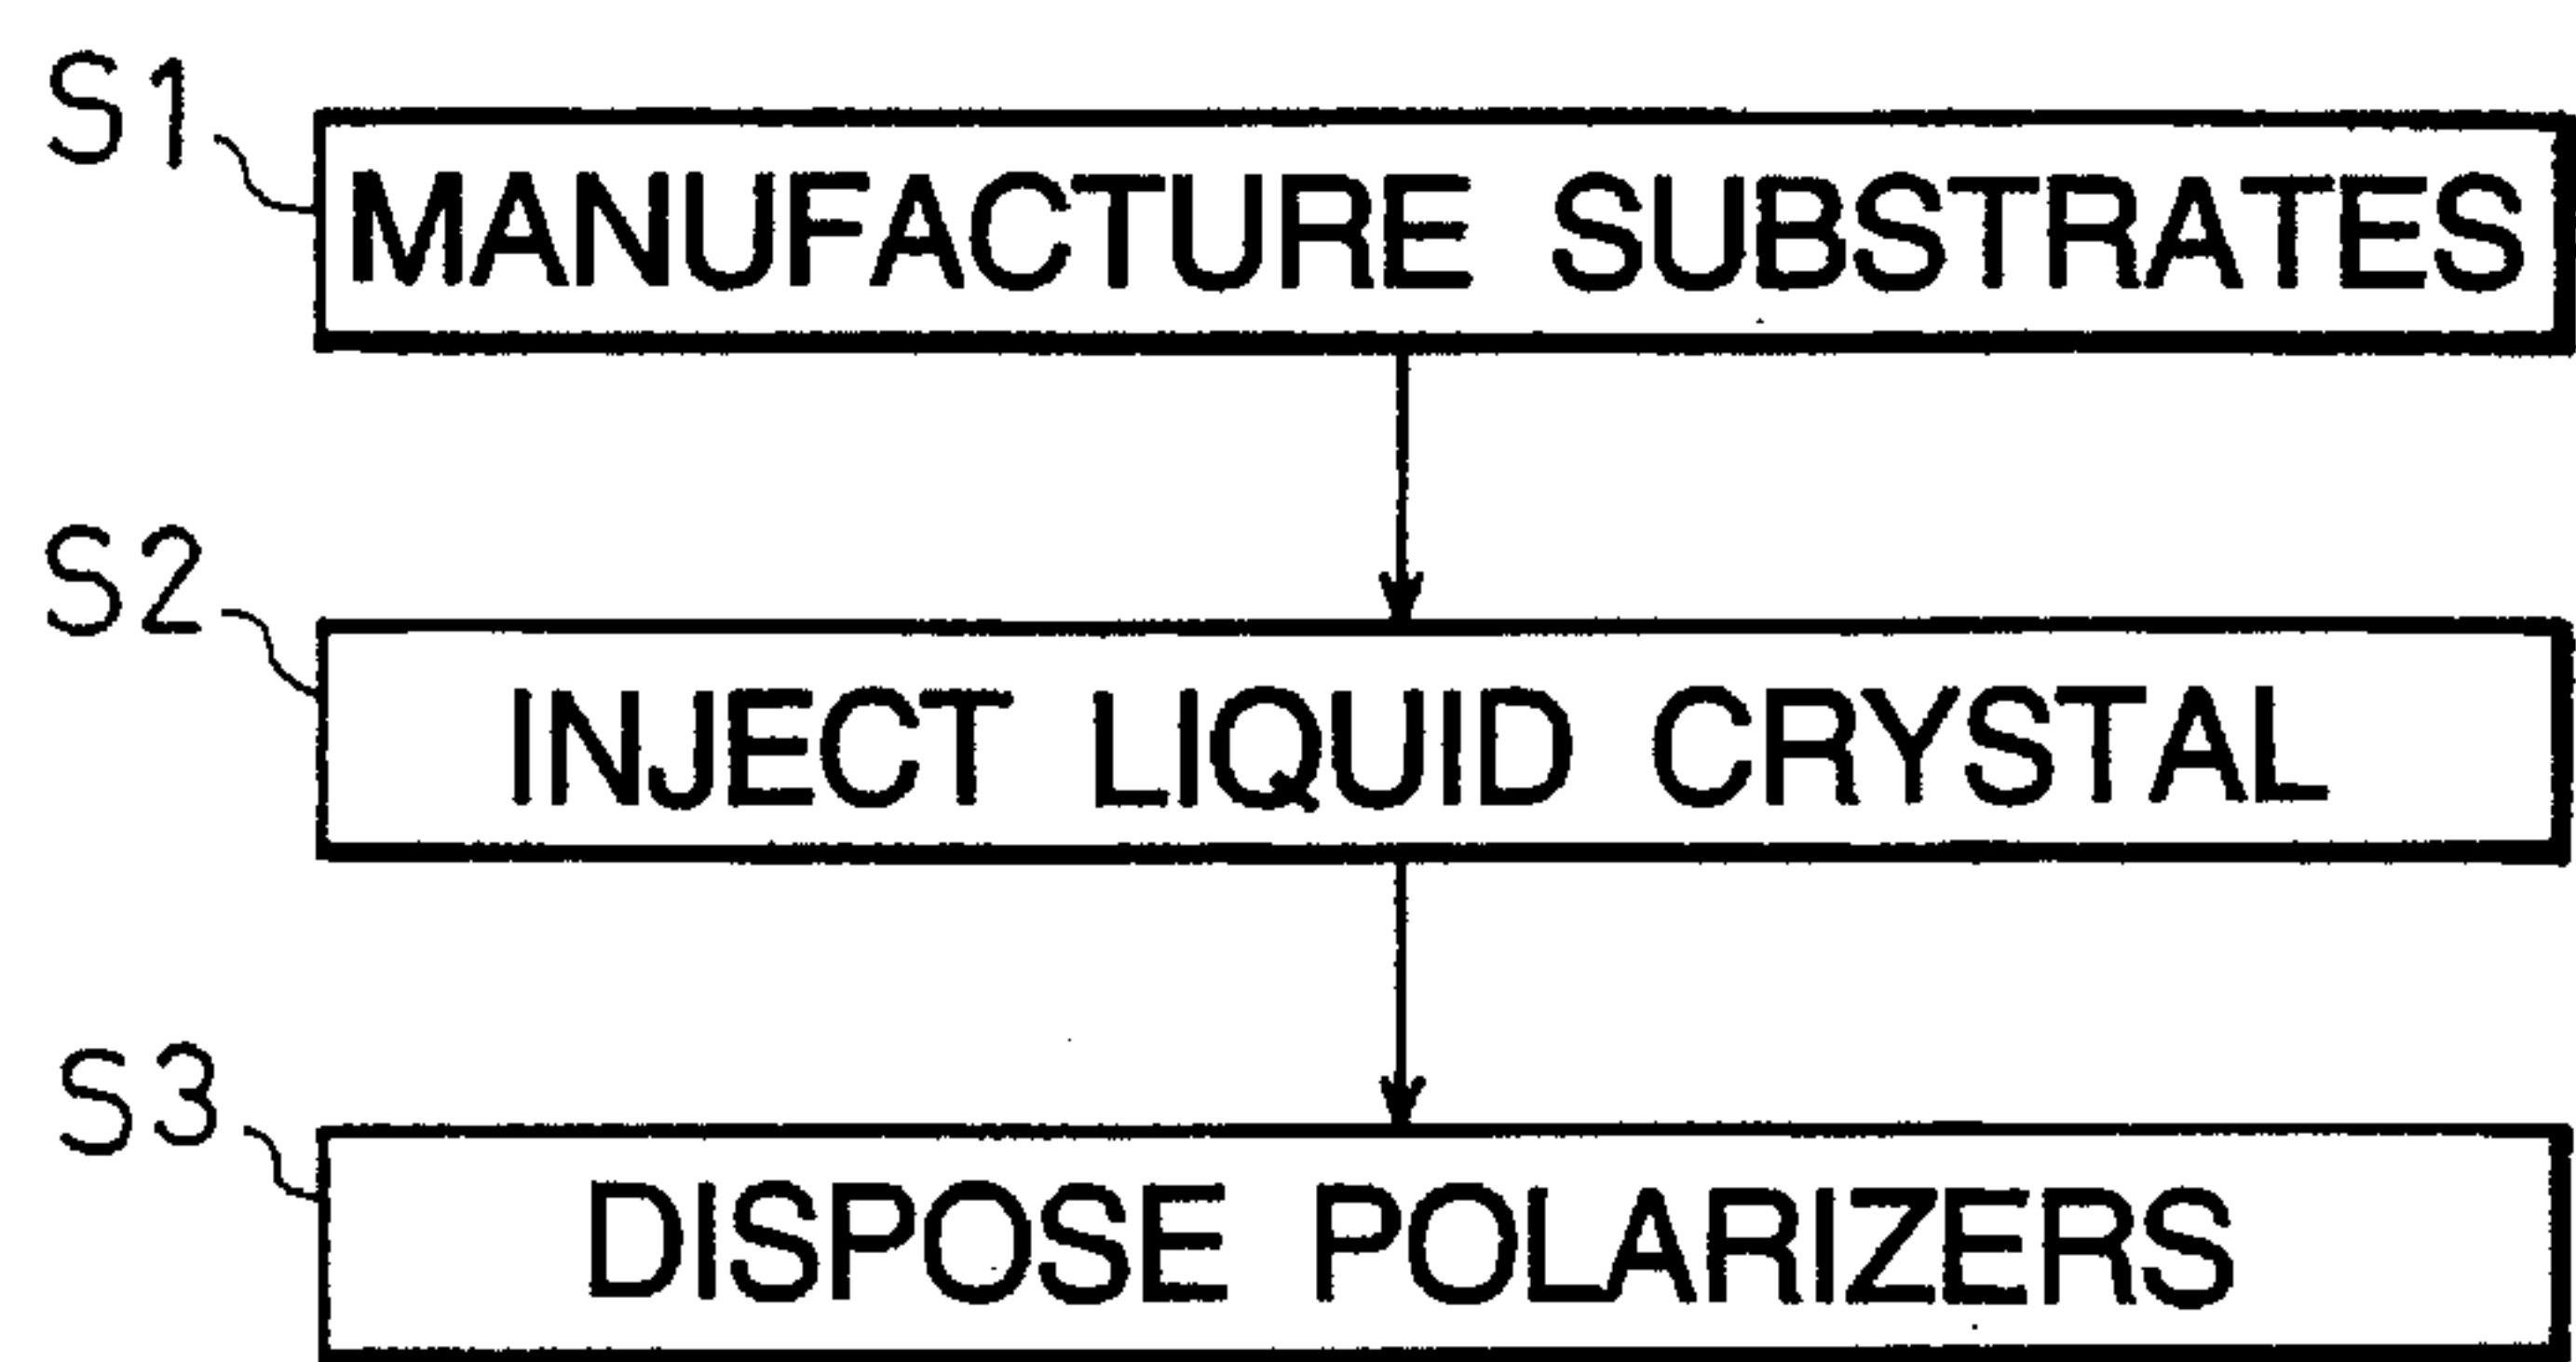 S1
MANUFACTURE SUBSTRATES
S2
INJECT LIQUID CRYSTAL
S3
DISPOSE POLARIZERS